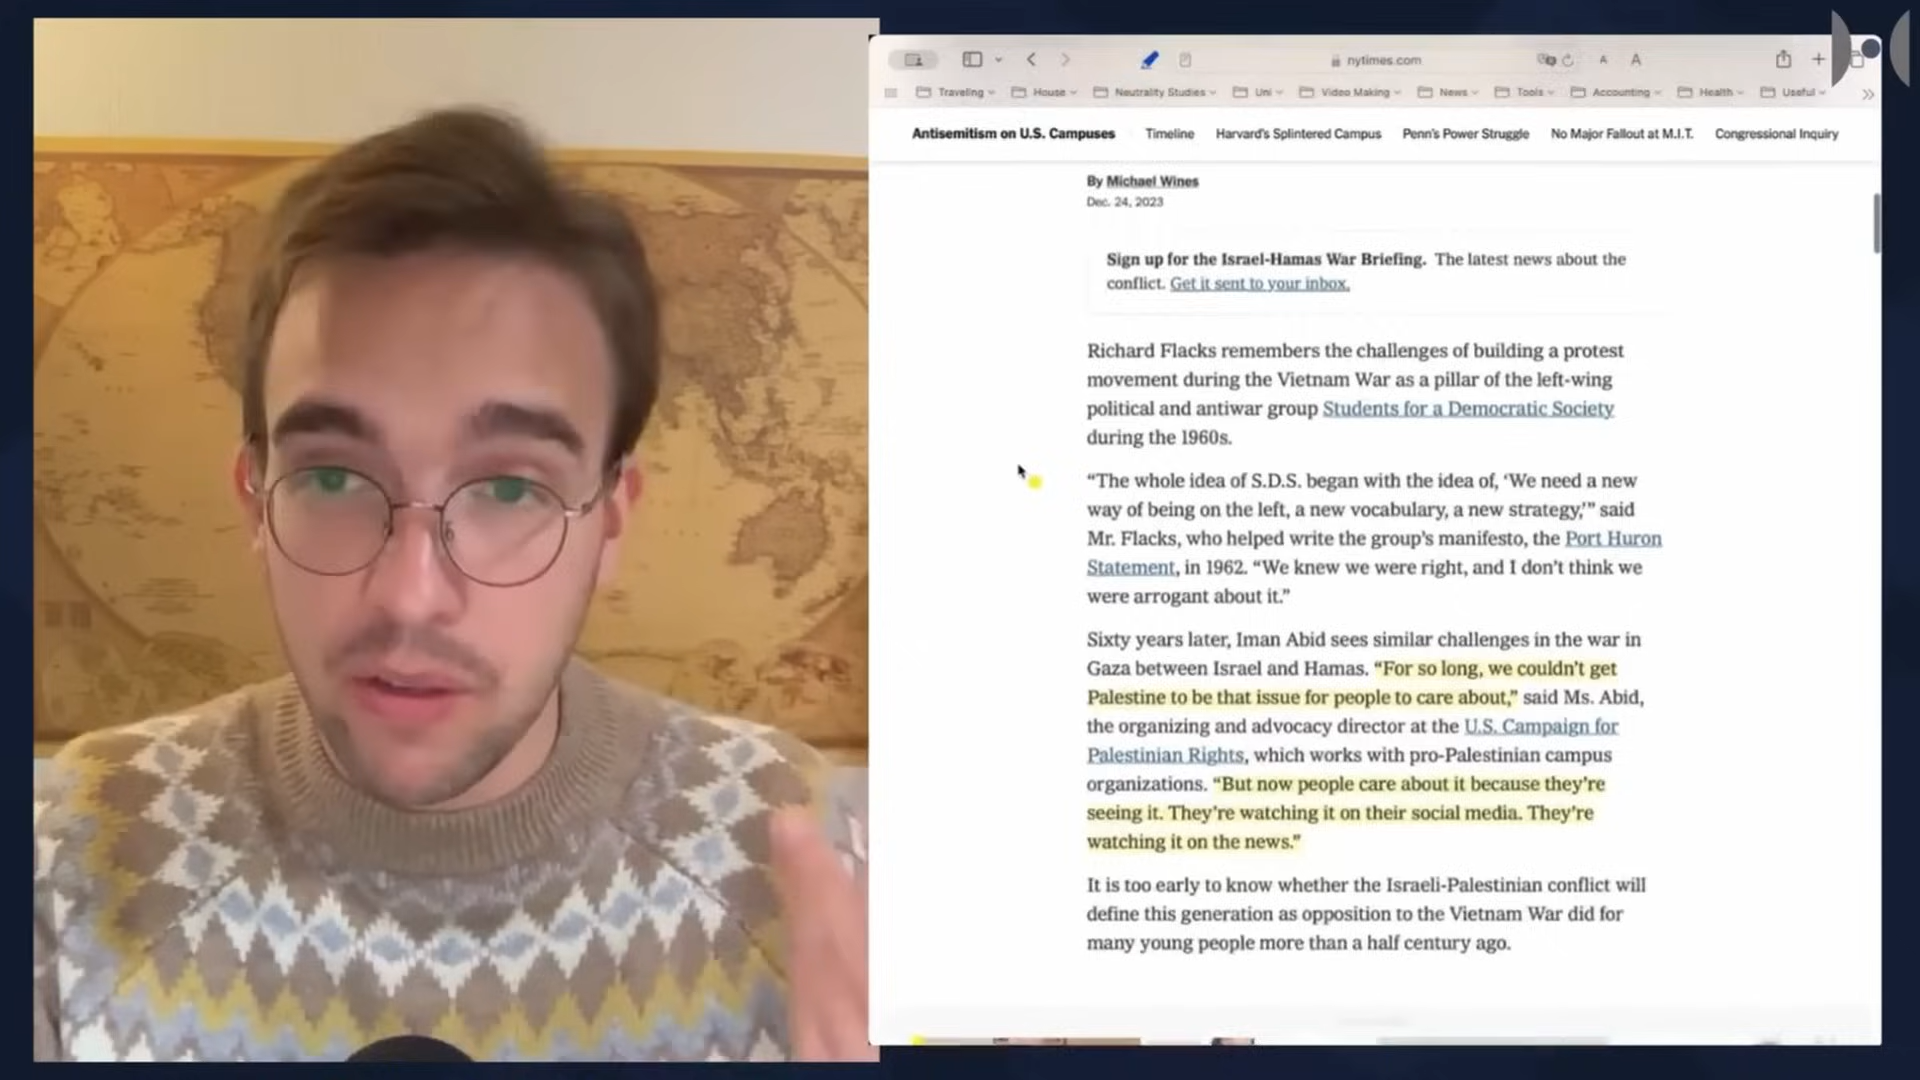 nytimes.com
A
A
Traveling
House
Neutrality Studies
Uni
Video Making
News
Tools
Accounting
Health
Useful
Antisemitism on U.S. Campuses
Timeline
Harvard's Splintered Campus
Penn's Power Struggle
No Major Fallout at M.I.T.
Congressional Inquiry
By Michael Wines
Dec. 24, 2023
Sign up for the Israel-Hamas War Briefing. The latest news about the
conflict. Get it sent to your inbox.
Richard Flacks remembers the challenges of building a protest
movement during the Vietnam War as a pillar of the left-wing
political and antiwar group Students for a Democratic Society
during the 1960s.
“The whole idea of S.D.S. began with the idea of, ‘We need a new
way of being on the left, a new vocabulary, a new strategy,’” said
Mr. Flacks, who helped write the group’s manifesto, the Port Huron
Statement, in 1962. “We knew we were right, and I don’t think we
were arrogant about it.”
Sixty years later, Iman Abid sees similar challenges in the war in
Gaza between Israel and Hamas. “For so long, we couldn’t get
Palestine to be that issue for people to care about,” said Ms. Abid,
the organizing and advocacy director at the U.S. Campaign for
Palestinian Rights, which works with pro-Palestinian campus
organizations. “But now people care about it because they’re
seeing it. They’re watching it on their social media. They’re
watching it on the news.”
It is too early to know whether the Israeli-Palestinian conflict will
define this generation as opposition to the Vietnam War did for
many young people more than a half century ago.